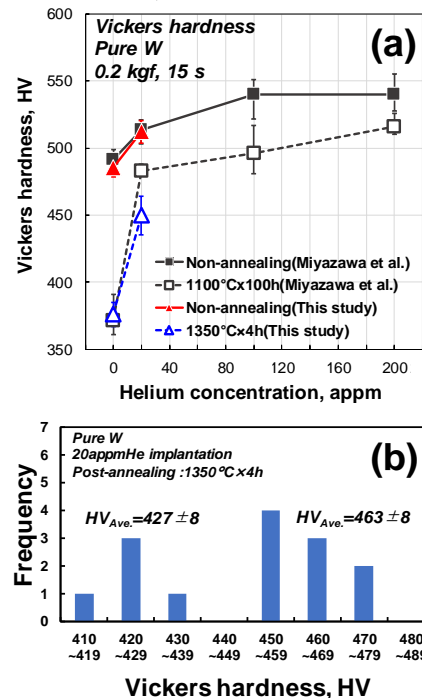 Vickers hardness
Pure W
0.2 kgf, 15 s
(a)
600
550
500
450
400
350
Vickers hardness, HV
Non-annealing(Miyazawa et al.)
1100°Cx100h(Miyazawa et al.)
Non-annealing(This study)
1350°C×4h(This study)
0 40 80 120 160 200
Helium concentration, appm
Pure W
20appmHe implantation
Post-annealing :1350°C×4h
(b)
HVAve.=427±8
HVAve.=463±8
7
6
5
4
3
2
1
0
Frequency
410 420 430 440 450 460 470 480
~419 ~429 ~439 ~449 ~459 ~469 ~479 ~489
Vickers hardness, HV